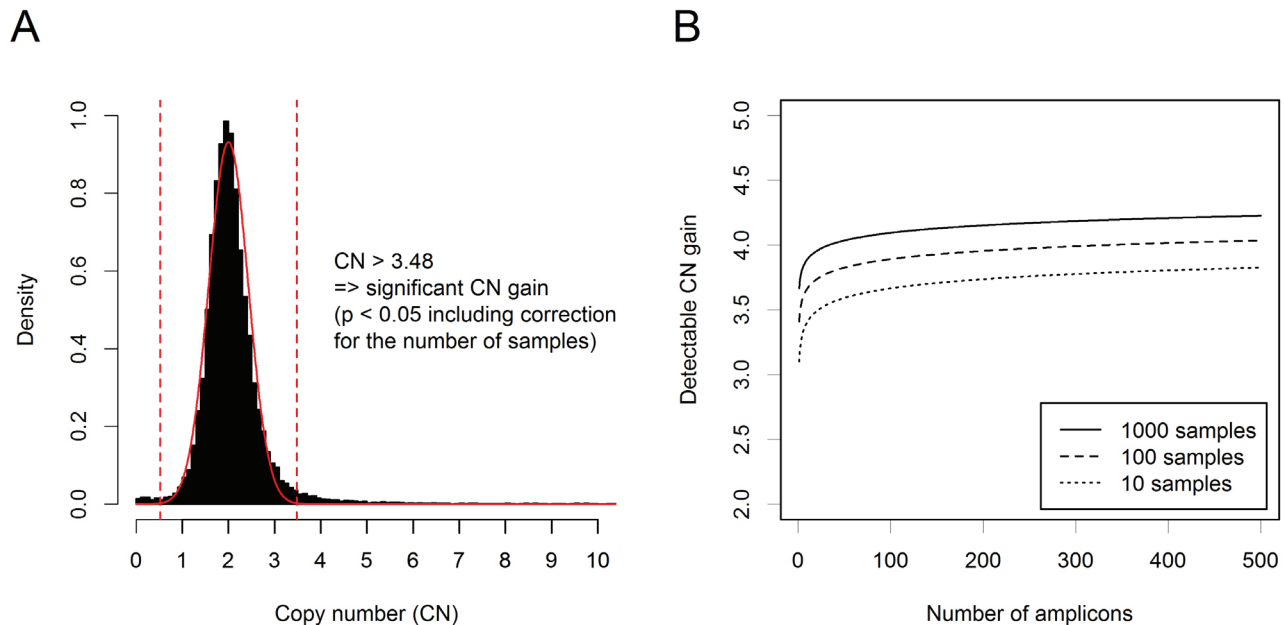 A
B
Density
0.0
0.2
0.4
0.6
0.8
1.0
CN > 3.48
=> significant CN gain
(p < 0.05 including correction
for the number of samples)
0 1 2 3 4 5 6 7 8 9 10
Copy number (CN)
Detectable CN gain
2.0
2.5
3.0
3.5
4.0
4.5
5.0
1000 samples
100 samples
10 samples
0 100 200 300 400 500
Number of amplicons